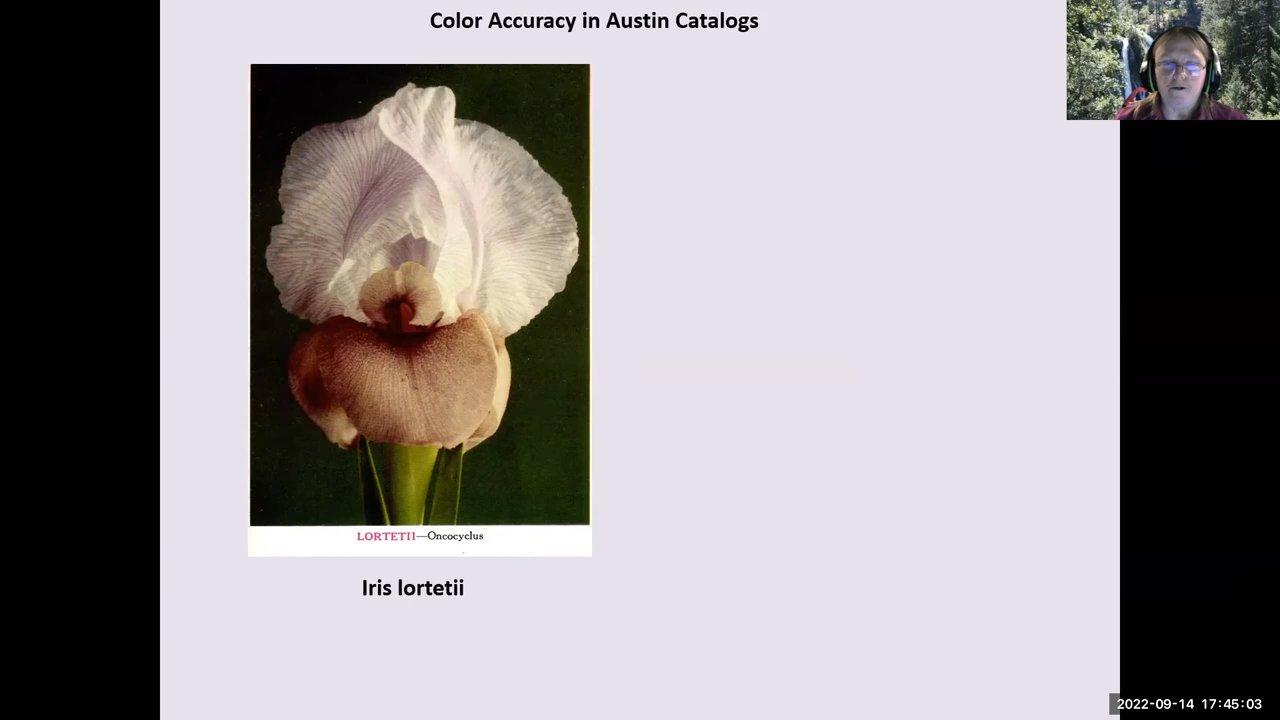 Color Accuracy in Austin Catalogs
LORTETII—Oncocyclus
Iris lortetii
2022-09-14 17:45:03